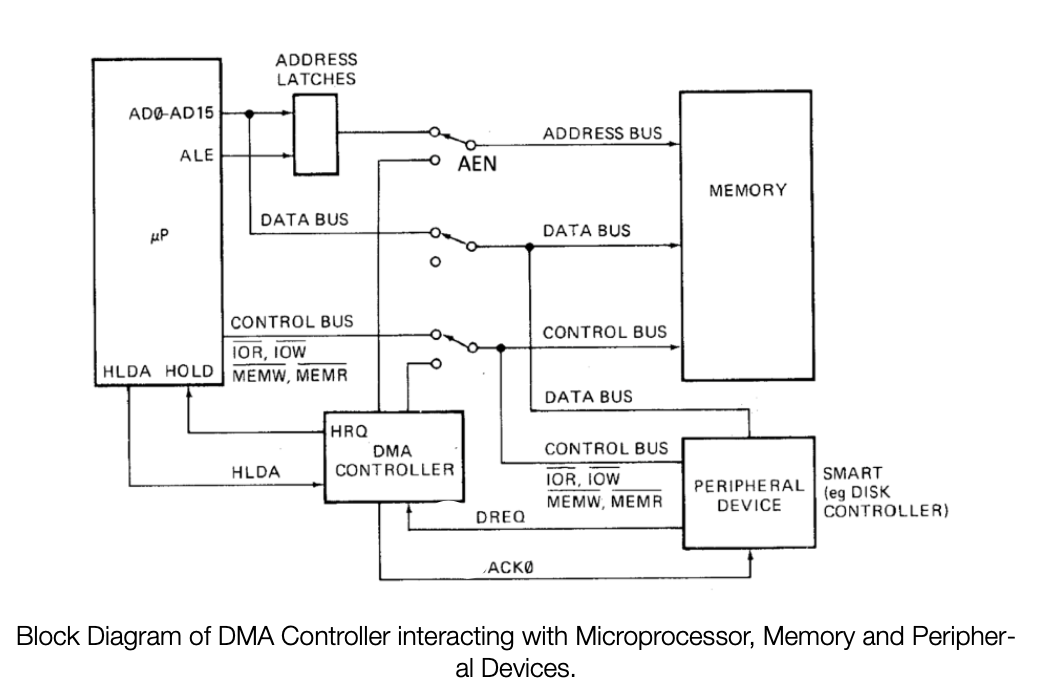 ADDRESS
LATCHES
AD0-AD15
ALE
ADDRESS BUS
AEN
MEMORY
DATA BUS
DATA BUS
μP
CONTROL BUS
CONTROL BUS
IOR, IOW
MEMW, MEMR
HLDA HOLD
DATA BUS
HRQ
DMA
CONTROLLER
HLDA
CONTROL BUS
IOR, IOW
MEMW, MEMR
PERIPHERAL
DEVICE
SMART
(eg DISK
CONTROLLER)
DREQ
ACK0
Block Diagram of DMA Controller interacting with Microprocessor, Memory and Peripher-
al Devices.